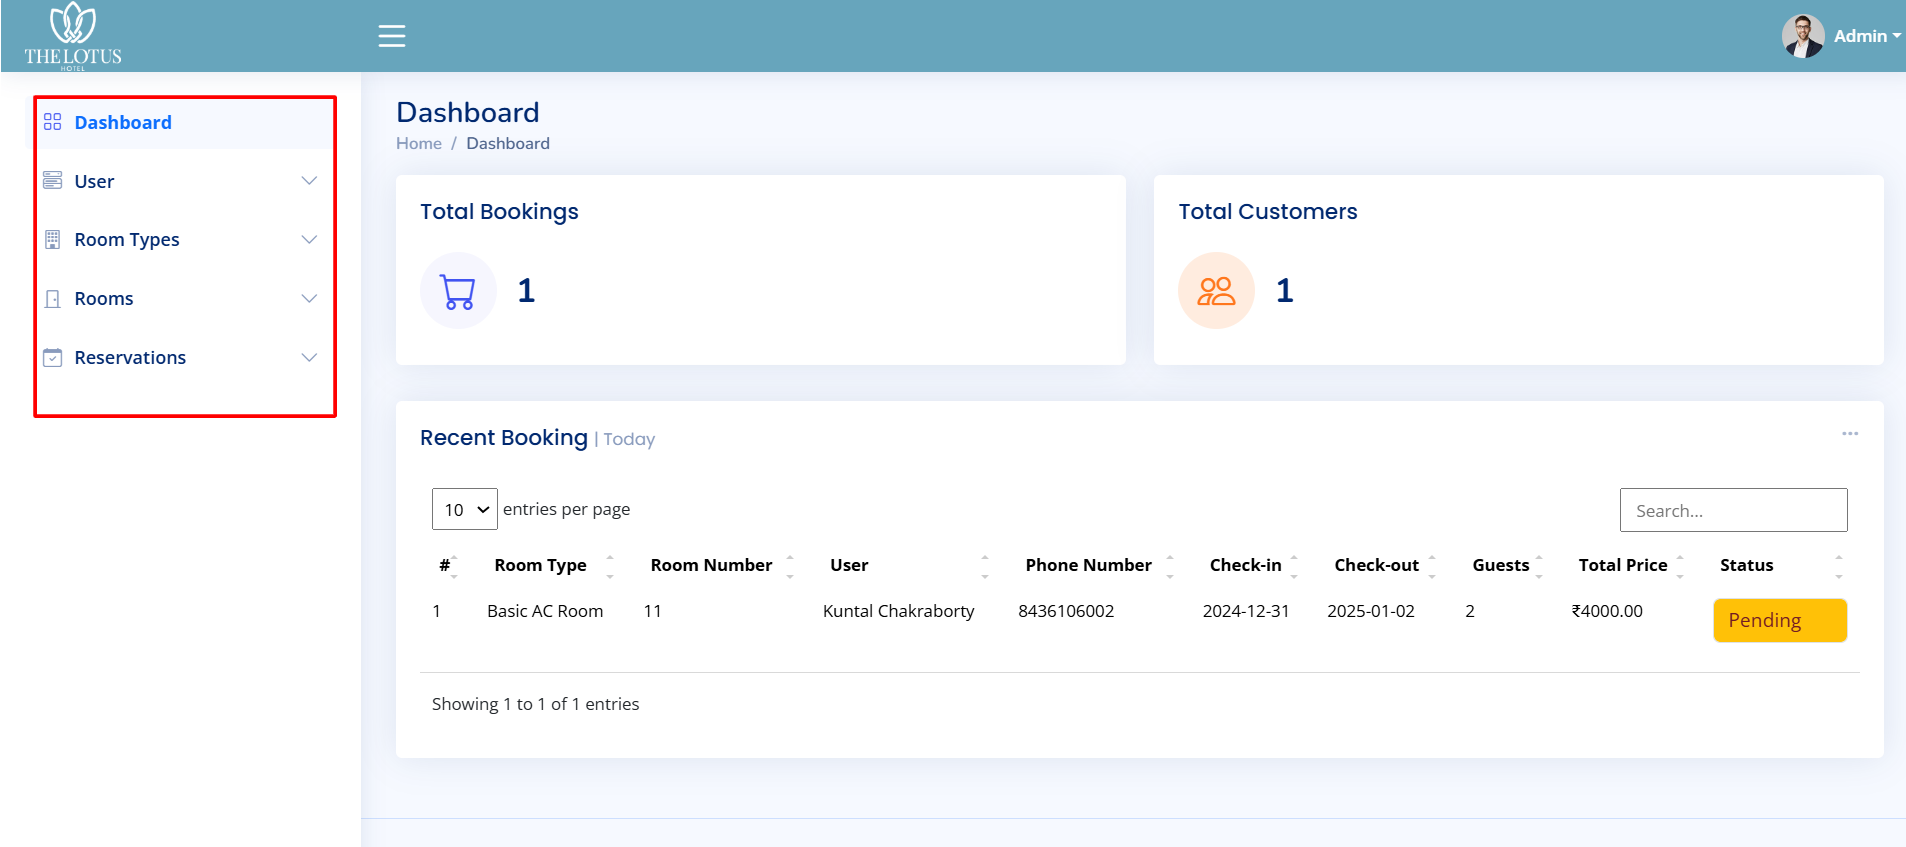 THE LOTUS
HOTEL
Admin
Dashboard
User
Room Types
Rooms
Reservations
Dashboard
Home / Dashboard
Total Bookings
1
Total Customers
1
Recent Booking | Today
10 entries per page
Search...
# Room Type Room Number User Phone Number Check-in Check-out Guests Total Price Status
1 Basic AC Room 11 Kuntal Chakraborty 8436106002 2024-12-31 2025-01-02 2 ₹4000.00 Pending
Showing 1 to 1 of 1 entries